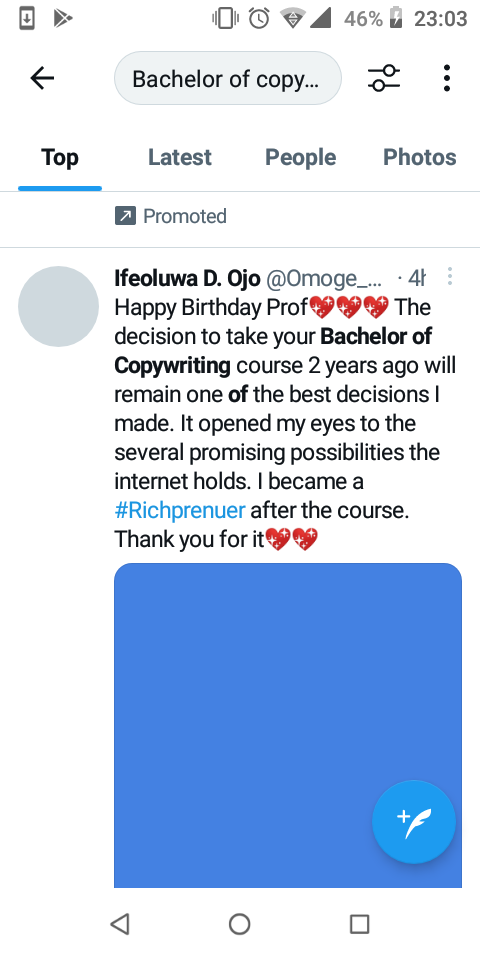 46% 23:03
Bachelor of copy...
Top Latest People Photos
Promoted
Ifeoluwa D. Ojo @Omoge_... · 4h
Happy Birthday Prof💖💖💖 The
decision to take your Bachelor of
Copywriting course 2 years ago will
remain one of the best decisions I
made. It opened my eyes to the
several promising possibilities the
internet holds. I became a
#Richprenuer after the course.
Thank you for it💖💖